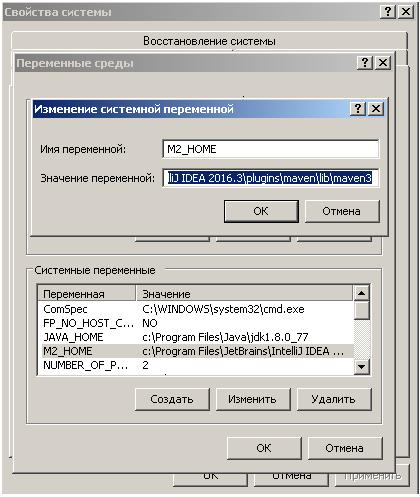 Свойства системы
Восстановление системы
Переменные среды
Изменение системной переменной
Имя переменной: M2_HOME
Значение переменной: lliJ IDEA 2016.3\plugins\maven\lib\maven3
OK Отмена
Системные переменные
Переменная Значение
ComSpec C:\WINDOWS\system32\cmd.exe
FP_NO_HOST_C... NO
JAVA_HOME c:\Program Files\Java\jdk1.8.0_77
M2_HOME c:\Program Files\JetBrains\IntelliJ IDEA ...
NUMBER_OF_P... 2
Создать Изменить Удалить
OK Отмена
OK Отмена Применить